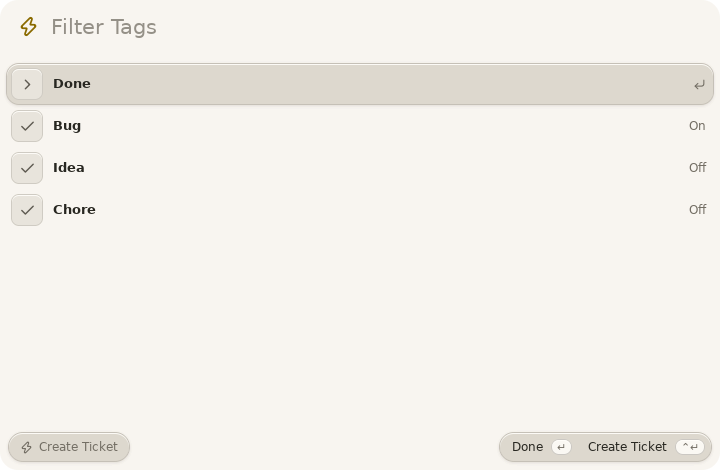 Filter Tags
Done ↵
Bug On
Idea Off
Chore Off
Create Ticket
Done ↵ Create Ticket ^↵